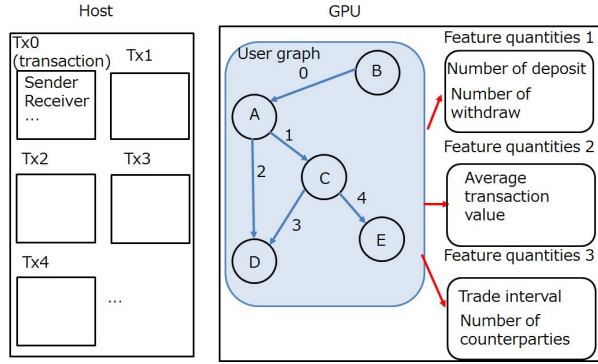 Host
Tx0
(transaction)
Sender
Receiver
...
Tx1
Tx2
Tx3
Tx4
...
GPU
User graph
0
B
A
1
2
C
4
3
E
D
Feature quantities 1
Number of deposit
Number of
withdraw
Feature quantities 2
Average
transaction
value
Feature quantities 3
Trade interval
Number of
counterparties